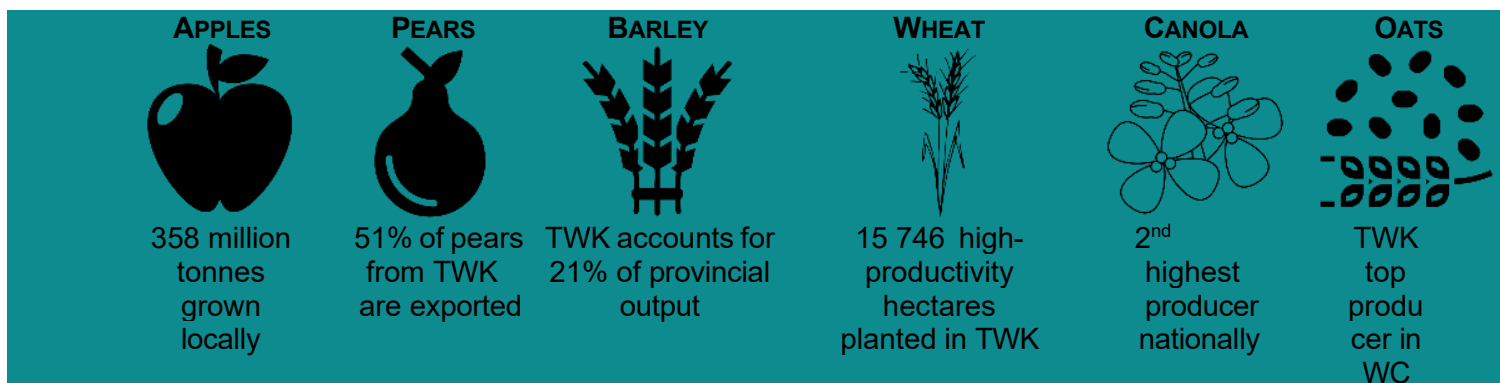 APPLES
358 million
tonnes
grown
locally
PEARS
51% of pears
from TWK
are exported
BARLEY
TWK accounts for
21% of provincial
output
WHEAT
15 746 high-
productivity
hectares
planted in TWK
CANOLA
2nd
highest
producer
nationally
OATS
TWK
top
produ
cer in
WC